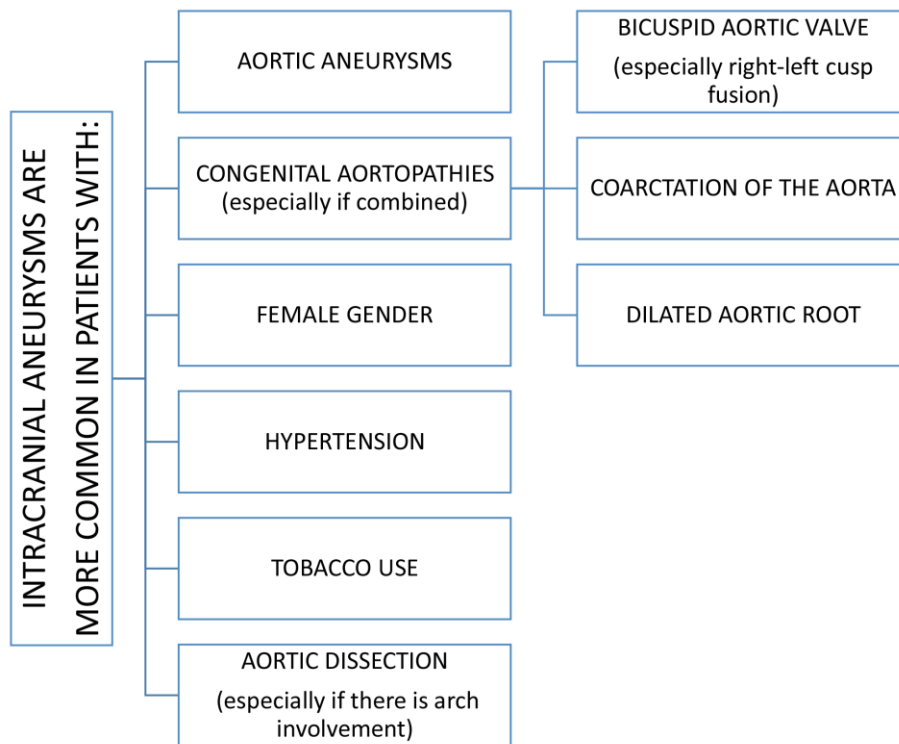 INTRACRANIAL ANEURYSMS ARE
MORE COMMON IN PATIENTS WITH:
AORTIC ANEURYSMS
CONGENITAL AORTOPATHIES
(especially if combined)
BICUSPID AORTIC VALVE
(especially right-left cusp
fusion)
COARCTATION OF THE AORTA
DILATED AORTIC ROOT
FEMALE GENDER
HYPERTENSION
TOBACCO USE
AORTIC DISSECTION
(especially if there is arch
involvement)